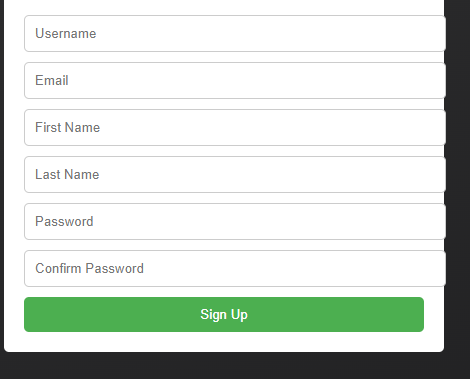 Username
Email
First Name
Last Name
Password
Confirm Password
Sign Up